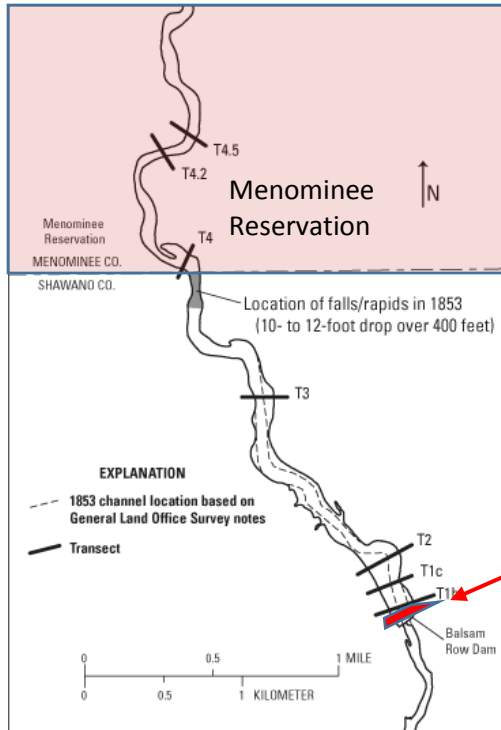 T4.5
T4.2
Menominee
Reservation
N
Menominee
Reservation
T4
MENOMINEE CO.
SHAWANO CO.
Location of falls/rapids in 1853
(10- to 12-foot drop over 400 feet)
T3
EXPLANATION
1853 channel location based on
General Land Office Survey notes
Transect
T2
T1c
Balsam
Row Dam
0 0.5 1 MILE
0 0.5 1 KILOMETER